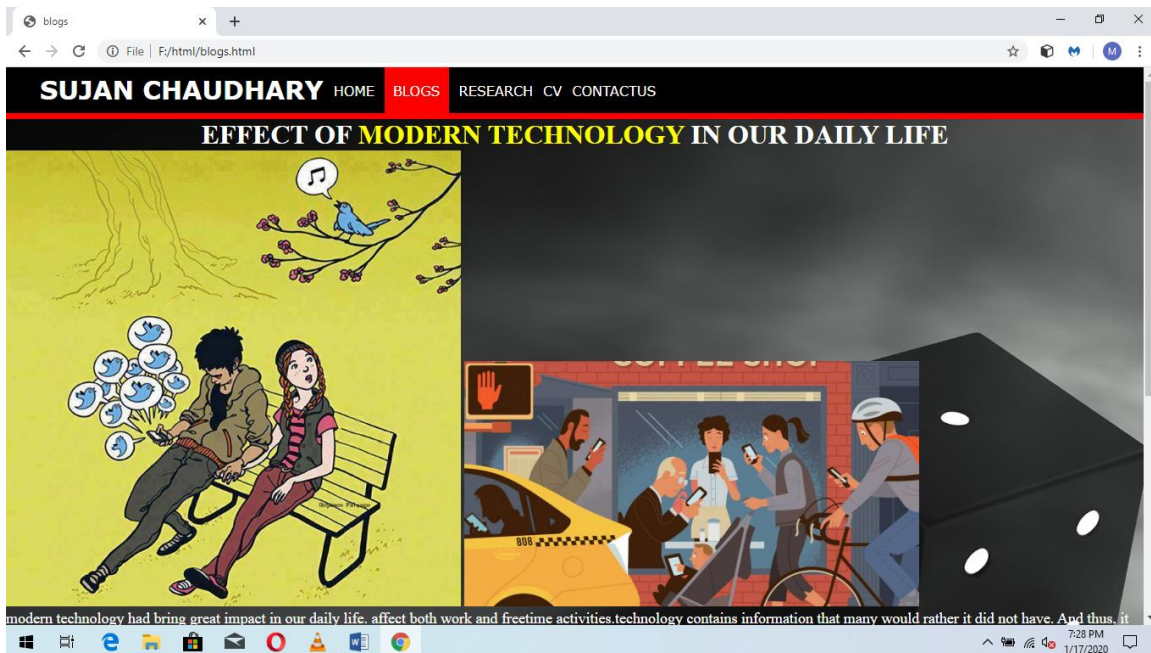 blogs
File | F:/html/blogs.html
M
SUJAN CHAUDHARY HOME BLOGS RESEARCH CV CONTACTUS
EFFECT OF MODERN TECHNOLOGY IN OUR DAILY LIFE
COFFEE SHOP
808
modern technology had bring great impact in our daily life. affect both work and freetime activities.technology contains information that many would rather it did not have. And thus, it
7:28 PM
1/17/2020